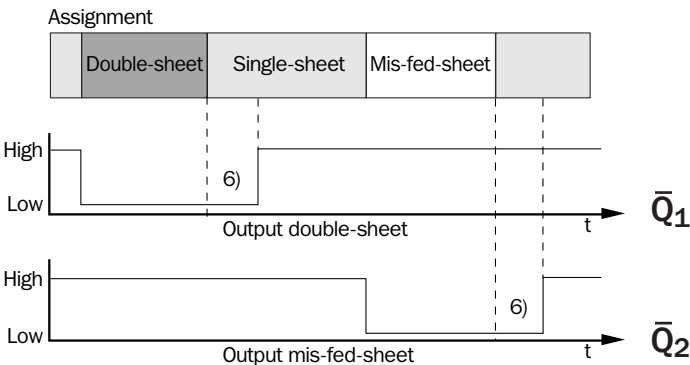 Assignment
Double-sheet Single-sheet Mis-fed-sheet
High
6)
Low
Output double-sheet t
Q̅1
High
6)
Low
Output mis-fed-sheet t
Q̅2